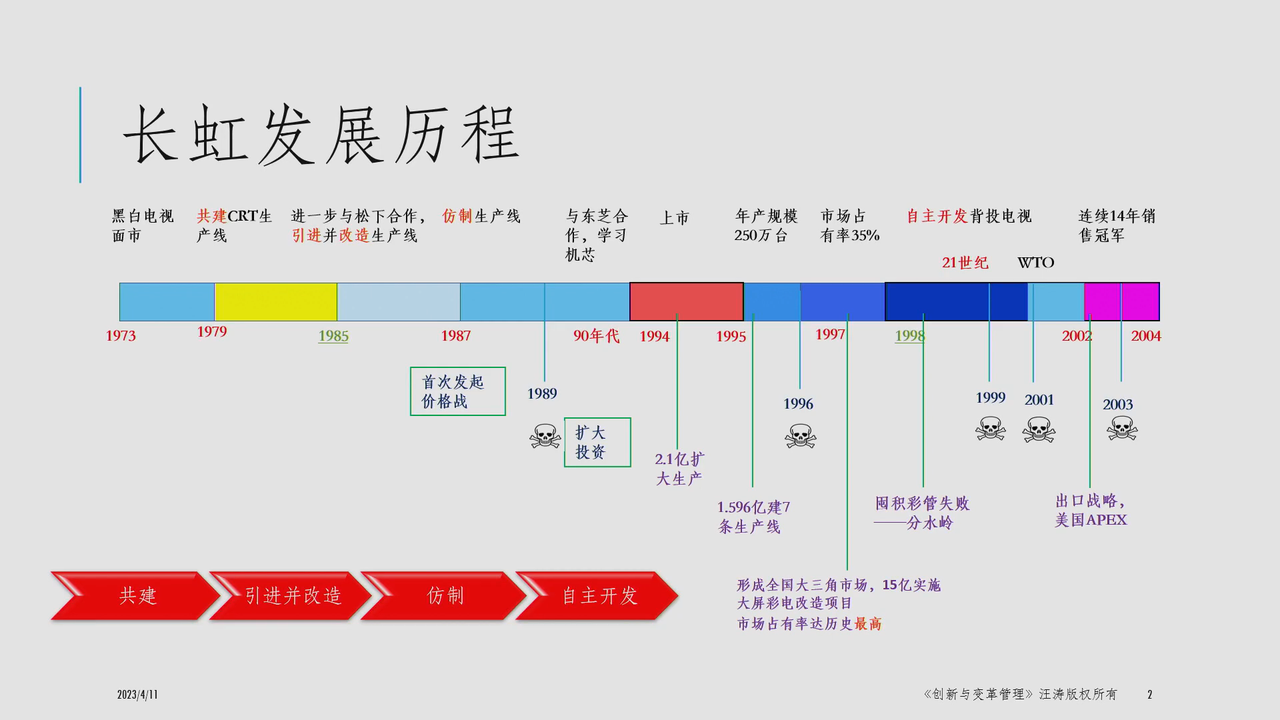 长虹发展历程
黑白电视
面市
共建CRT生
产线
进一步与松下合作，
引进并改造生产线
仿制生产线
与东芝合
作，学习
机芯
上市
年产规模
250万台
市场占
有率35%
自主开发背投电视
连续14年销
售冠军
21世纪
WTO
1973
1979
1985
1987
90年代
1994
1995
1997
1998
2002
2004
首次发起
价格战
1989
扩大
投资
1996
1999
2001
2003
2.1亿扩
大生产
1.596亿建7
条生产线
囤积彩管失败
——分水岭
出口战略，
美国APEX
形成全国大三角市场，15亿实施
大屏彩电改造项目
市场占有率达历史最高
共建
引进并改造
仿制
自主开发
2023/4/11
《创新与变革管理》汪涛版权所有
2